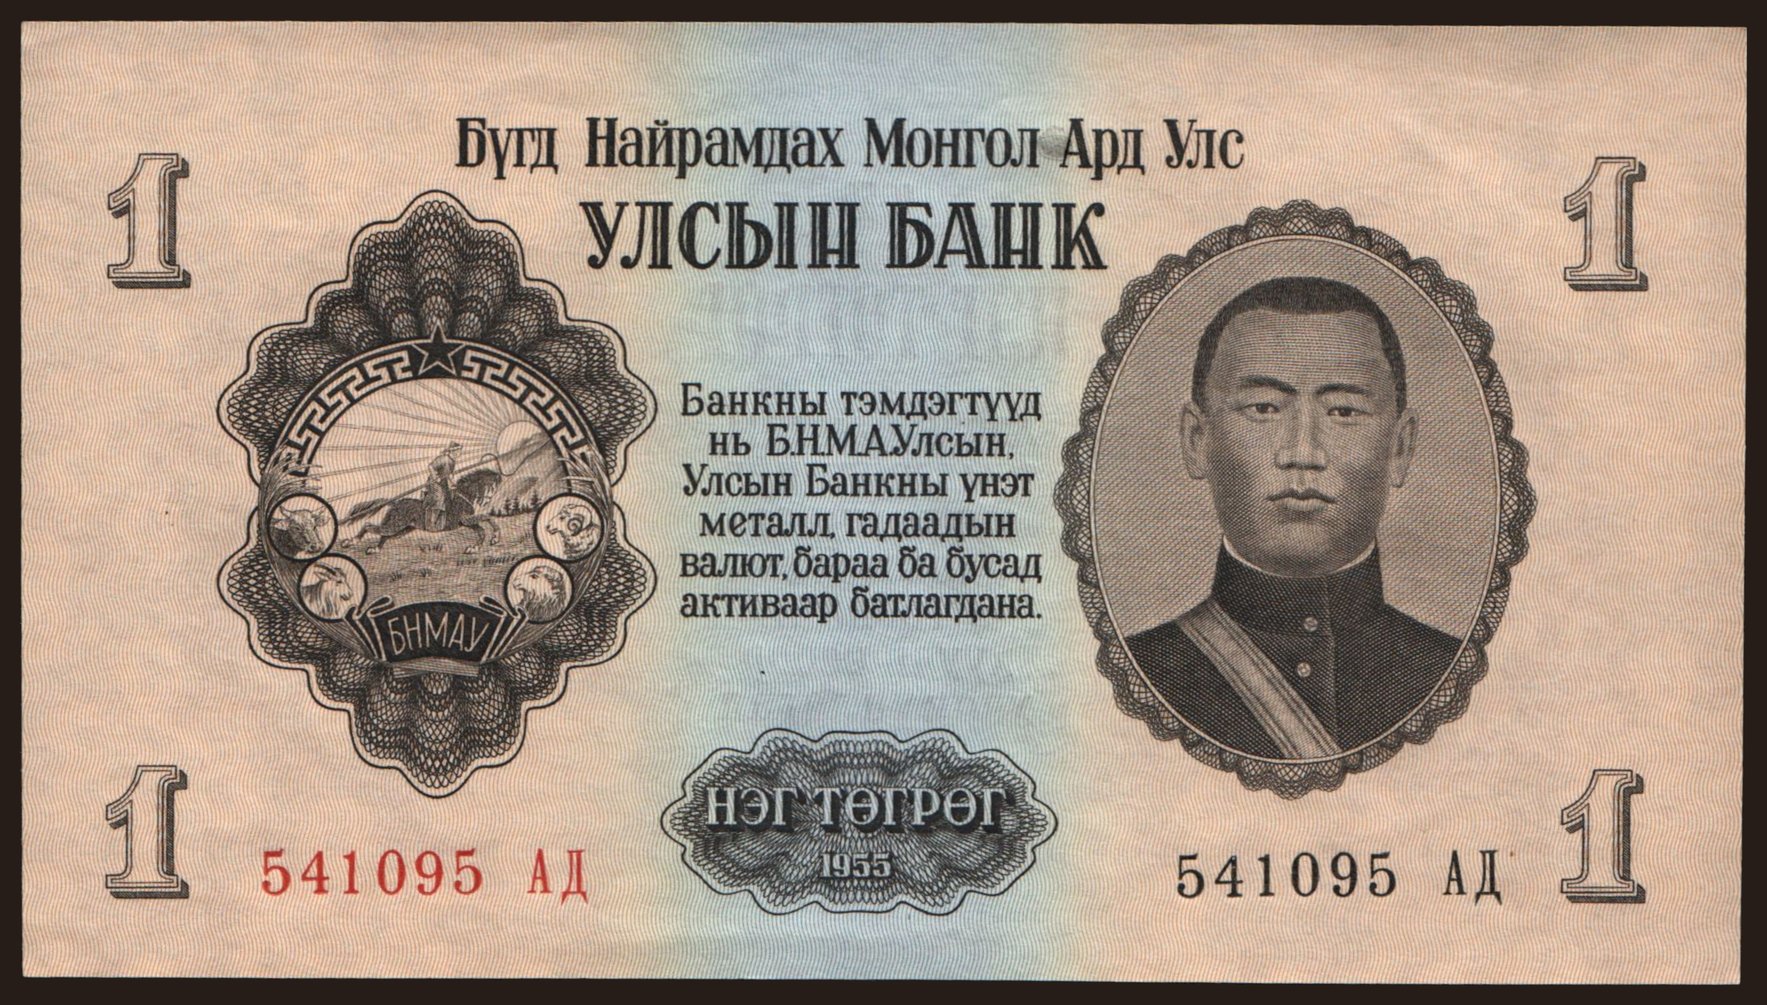 Бүгд Найрамдах Монгол Ард Улс
УЛСЫН БАНК
1
1
Банкны тэмдэгтүүд
нь Б.Н.М.А.Улсын,
Улсын Банкны үнэт
металл, гадаадын
валют, бараа ба бусад
активаар батлагдана.
БНМАУ
НЭГ ТӨГРӨГ
1955
1
541095 АД
541095 АД
1